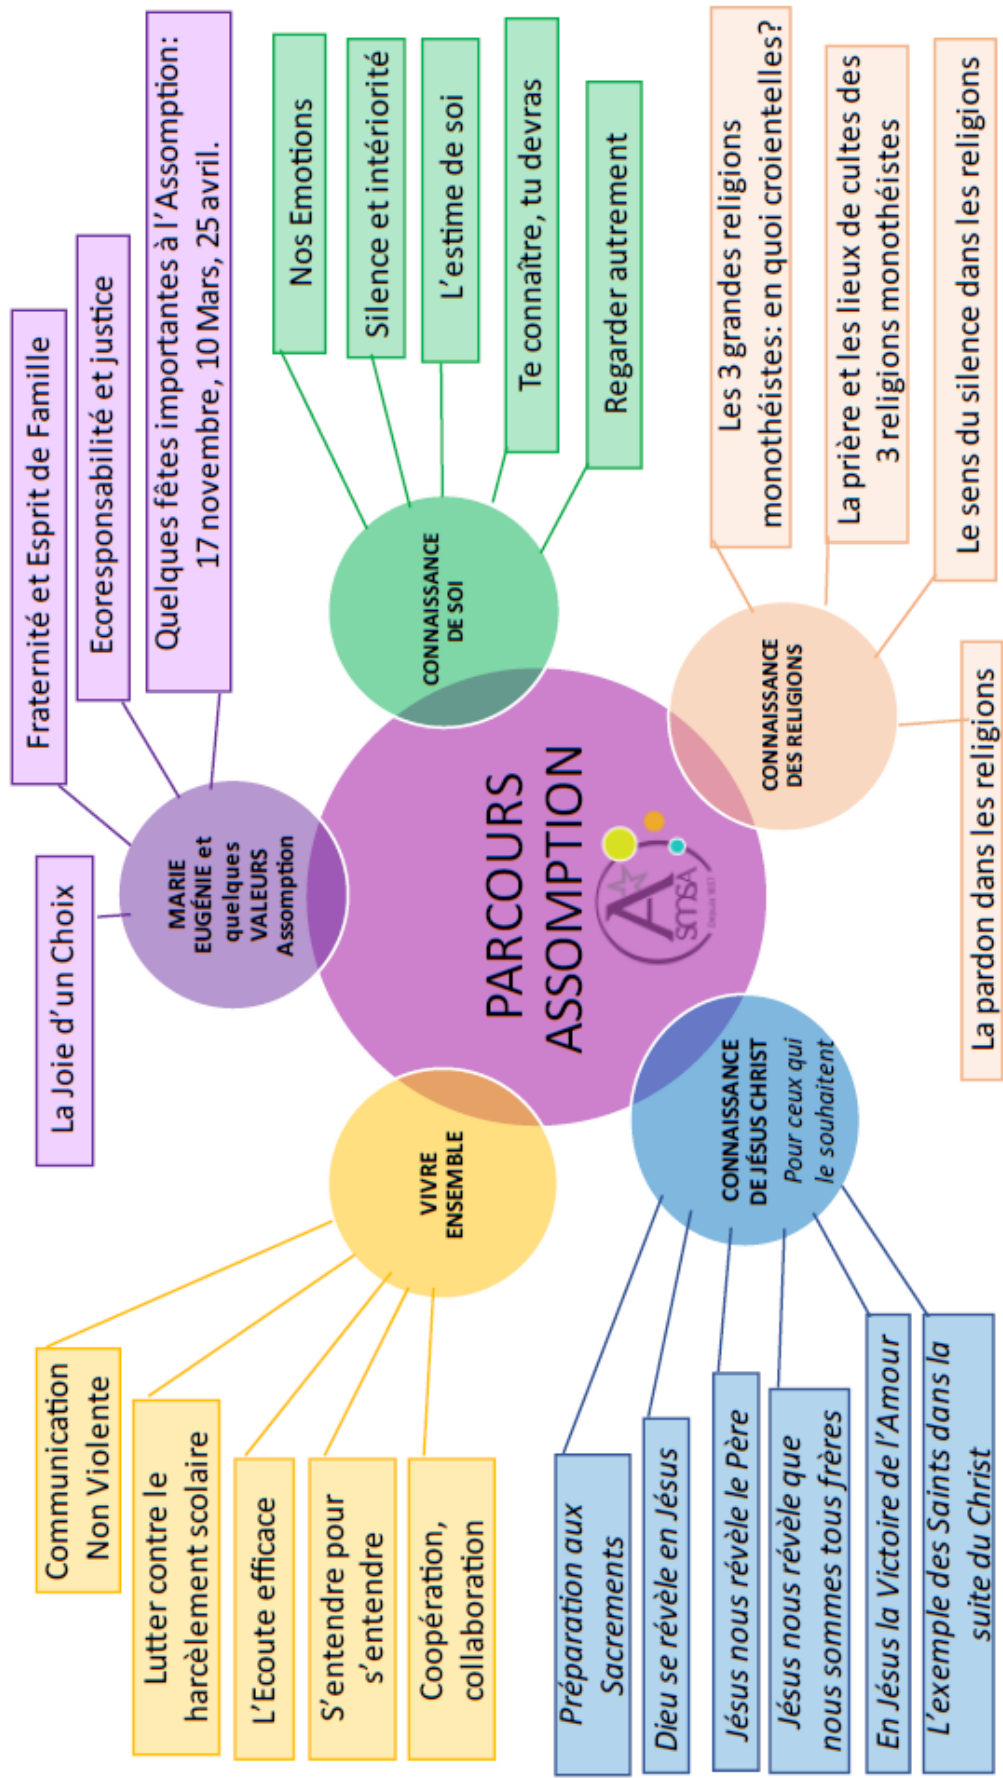 La Joie d'un Choix
Fraternité et Esprit de Famille
Ecoresponsabilité et justice
Quelques fêtes importantes à l'Assomption:
17 novembre, 10 Mars, 25 avril.
MARIE
EUGÉNIE et
quelques
VALEURS
Assomption
Communication
Non Violente
Lutter contre le
harcèlement scolaire
L'Ecoute efficace
S'entendre pour
s'entendre
Coopération,
collaboration
VIVRE
ENSEMBLE
CONNAISSANCE
DE SOI
Nos Emotions
Silence et intériorité
L'estime de soi
Te connaître, tu devras
Regarder autrement
PARCOURS
ASSOMPTION
A
SMSA
Depuis 1837
Préparation aux
Sacrements
Dieu se révèle en Jésus
Jésus nous révèle le Père
Jésus nous révèle que
nous sommes tous frères
En Jésus la Victoire de l'Amour
L'exemple des Saints dans la
suite du Christ
CONNAISSANCE
DE JÉSUS CHRIST
Pour ceux qui
le souhaitent
CONNAISSANCE
DES RELIGIONS
Les 3 grandes religions
monothéistes: en quoi croientelles?
La prière et les lieux de cultes des
3 religions monothéistes
Le sens du silence dans les religions
La pardon dans les religions